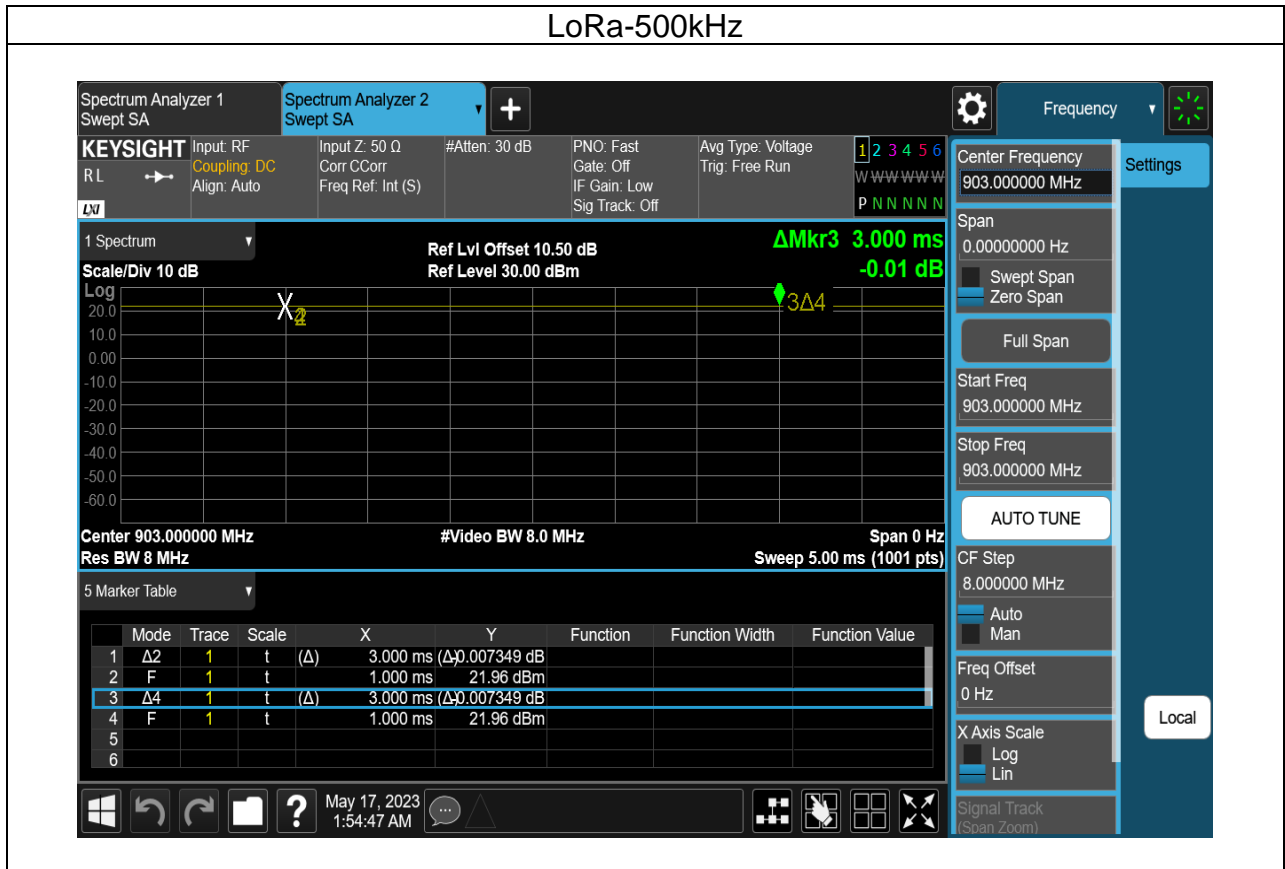 LoRa-500kHz
Spectrum Analyzer 1
Swept SA
Spectrum Analyzer 2
Swept SA
Frequency
KEYSIGHT
R L
LXI
Input: RF
Coupling: DC
Align: Auto
Input Z: 50 Ω
Corr CCorr
Freq Ref: Int (S)
#Atten: 30 dB
PNO: Fast
Gate: Off
IF Gain: Low
Sig Track: Off
Avg Type: Voltage
Trig: Free Run
1 2 3 4 5 6
W W W W W W
P N N N N N
1 Spectrum
Scale/Div 10 dB
Ref Lvl Offset 10.50 dB
Ref Level 30.00 dBm
ΔMkr3 3.000 ms
-0.01 dB
Log
20.0
10.0
0.00
-10.0
-20.0
-30.0
-40.0
-50.0
-60.0
3Δ4
Center 903.000000 MHz
#Video BW 8.0 MHz
Span 0 Hz
Res BW 8 MHz
Sweep 5.00 ms (1001 pts)
5 Marker Table
Mode Trace Scale X Y Function Function Width Function Value
1 Δ2 1 t (Δ) 3.000 ms (Δ) -0.007349 dB
2 F 1 t 1.000 ms 21.96 dBm
3 Δ4 1 t (Δ) 3.000 ms (Δ) -0.007349 dB
4 F 1 t 1.000 ms 21.96 dBm
5
6
?
May 17, 2023
1:54:47 AM
Center Frequency
903.000000 MHz
Span
0.00000000 Hz
Swept Span
Zero Span
Full Span
Start Freq
903.000000 MHz
Stop Freq
903.000000 MHz
AUTO TUNE
CF Step
8.000000 MHz
Auto
Man
Freq Offset
0 Hz
X Axis Scale
Log
Lin
Signal Track
(Span Zoom)
Settings
Local